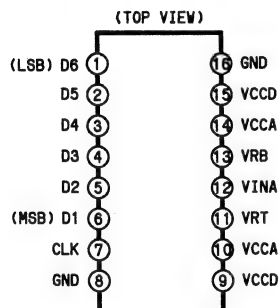 (TOP VIEW)
(LSB) D6 1 16 GND
D5 2 15 VCCD
D4 3 14 VCCA
D3 4 13 VRB
D2 5 12 VINA
(MSB) D1 6 11 VRT
CLK 7 10 VCCA
GND 8 9 VCCD